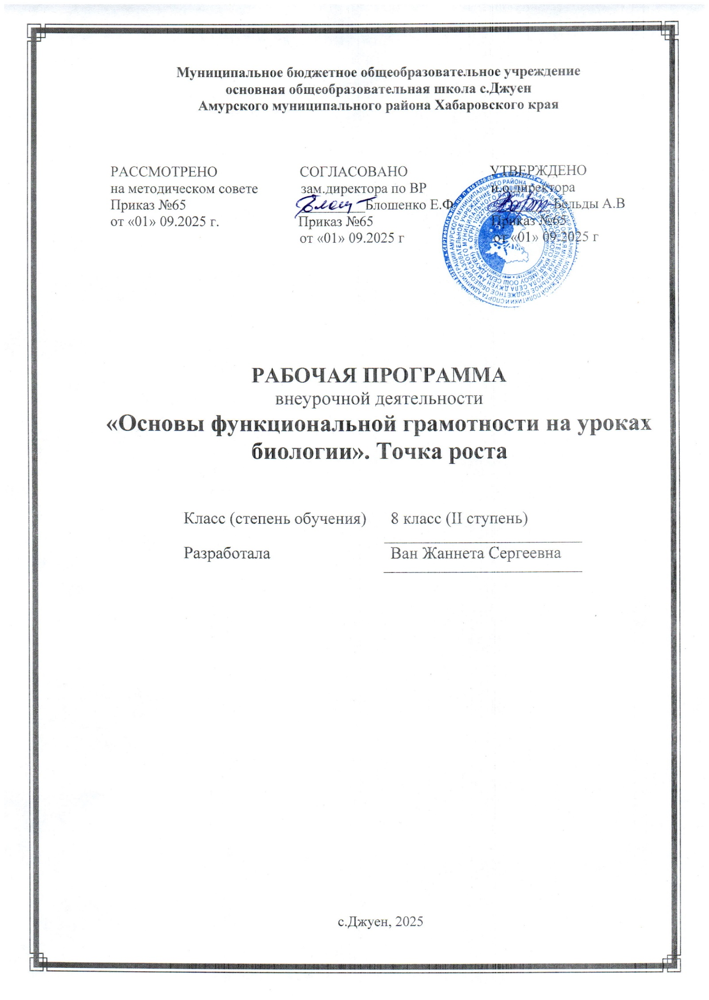 Муниципальное бюджетное общеобразовательное учреждение
основная общеобразовательная школа с.Джуен
Амурского муниципального района Хабаровского края
РАССМОТРЕНО
на методическом совете
Приказ №65
от «01» 09.2025 г.
СОГЛАСОВАНО
зам.директора по ВР
Блошенко Е.Ф
Приказ №65
от «01» 09.2025 г
УТВЕРЖДЕНО
и.о.директора
Бельды А.В
Приказ №65
от «01» 09.2025 г
РАБОЧАЯ ПРОГРАММА
внеурочной деятельности
«Основы функциональной грамотности на уроках
биологии». Точка роста
Класс (степень обучения) 8 класс (II ступень)
Разработала Ван Жаннета Сергеевна
с.Джуен, 2025